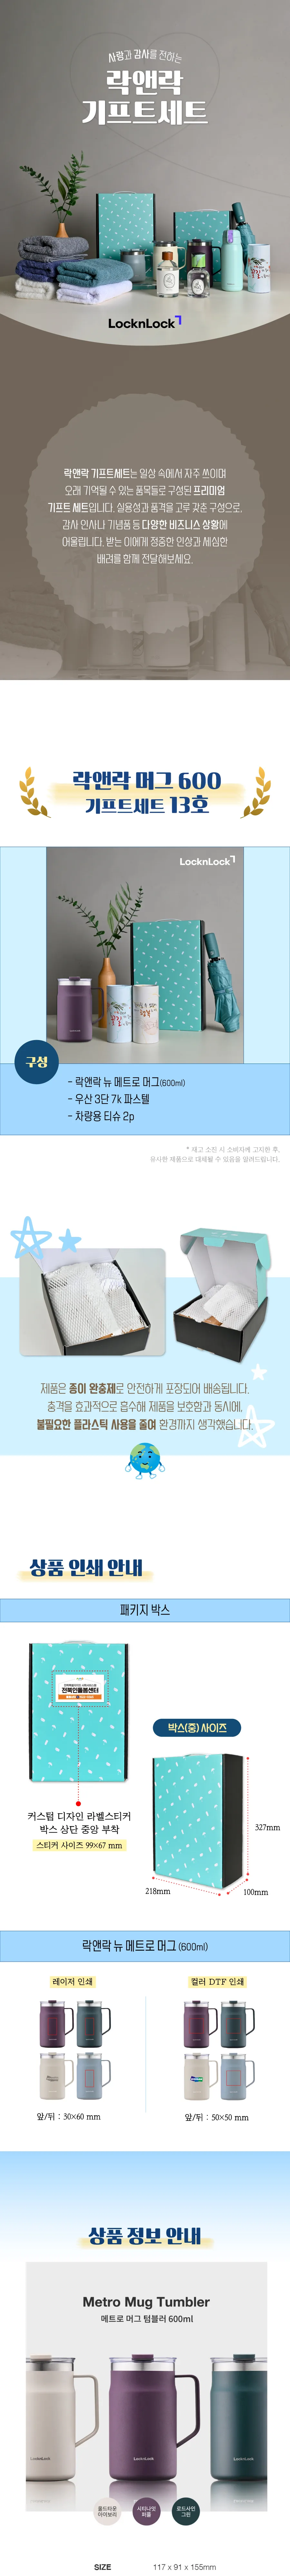 사랑과 감사를 전하는
락앤락
기프트세트
LocknLock
락앤락 기프트세트는 일상 속에서 자주 쓰이며
오래 기억될 수 있는 품목들로 구성된 프리미엄
기프트 세트입니다. 실용성과 품격을 고루 갖춘 구성으로,
감사 인사나 기념품 등 다양한 비즈니스 상황에
어울립니다. 받는 이에게 정중한 인상과 세심한
배려를 함께 전달해보세요.
락앤락 머그 600
기프트세트 13호
LocknLock
구성
- 락앤락 뉴 메트로 머그(600ml)
- 우산 3단 7k 파스텔
- 차량용 티슈 2p
* 재고 소진 시 소비자께 고지한 후,
유사한 제품으로 대체될 수 있음을 알려드립니다.
제품은 종이 완충제로 안전하게 포장되어 배송됩니다.
충격을 효과적으로 흡수해 제품을 보호함과 동시에,
불필요한 플라스틱 사용을 줄여 환경까지 생각했습니다.
상품 인쇄 안내
패키지 박스
전북인돌봄센터
커스텀 디자인 라벨스티커
박스 상단 중앙 부착
스티커 사이즈 99×67 mm
박스(중) 사이즈
327mm
218mm
100mm
락앤락 뉴 메트로 머그 (600ml)
레이저 인쇄
컬러 DTF 인쇄
앞/뒤 : 30×60 mm
앞/뒤 : 50×50 mm
상품 정보 안내
Metro Mug Tumbler
메트로 머그 텀블러 600ml
LocknLock
LocknLock
LocknLock
올드타운
아이보리
시티나잇
퍼플
로드사인
그린
SIZE 117 x 91 x 155mm